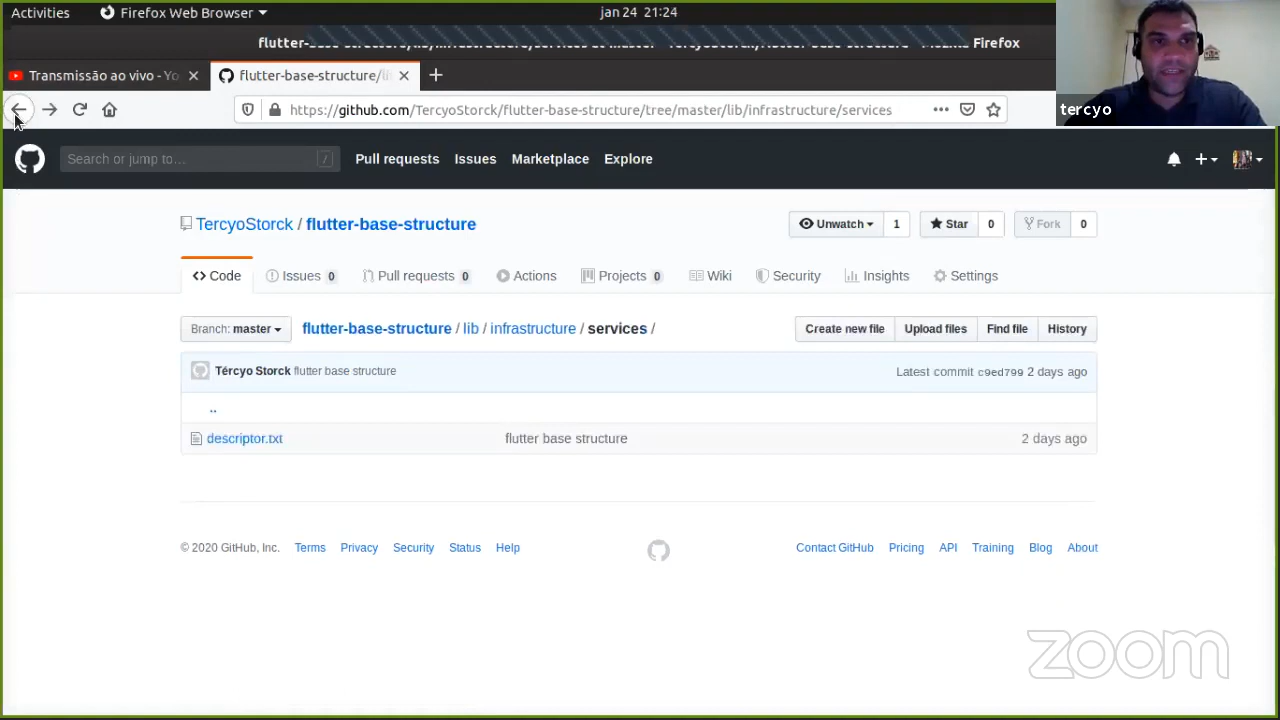 Activities
Firefox Web Browser
jan 24 21:24
Firefox
Transmissão ao vivo - Yo
flutter-base-structure/li
https://github.com/TercyoStorck/flutter-base-structure/tree/master/lib/infrastructure/services
tercyo
Search or jump to…
/
Pull requests
Issues
Marketplace
Explore
TercyoStorck / flutter-base-structure
Unwatch
1
Star
0
Fork
0
Code
Issues 0
Pull requests 0
Actions
Projects 0
Wiki
Security
Insights
Settings
Branch: master
flutter-base-structure / lib / infrastructure / services /
Create new file
Upload files
Find file
History
Tércyo Storck flutter base structure
Latest commit c9ed799 2 days ago
..
descriptor.txt
flutter base structure
2 days ago
© 2020 GitHub, Inc.
Terms
Privacy
Security
Status
Help
Contact GitHub
Pricing
API
Training
Blog
About
zoom